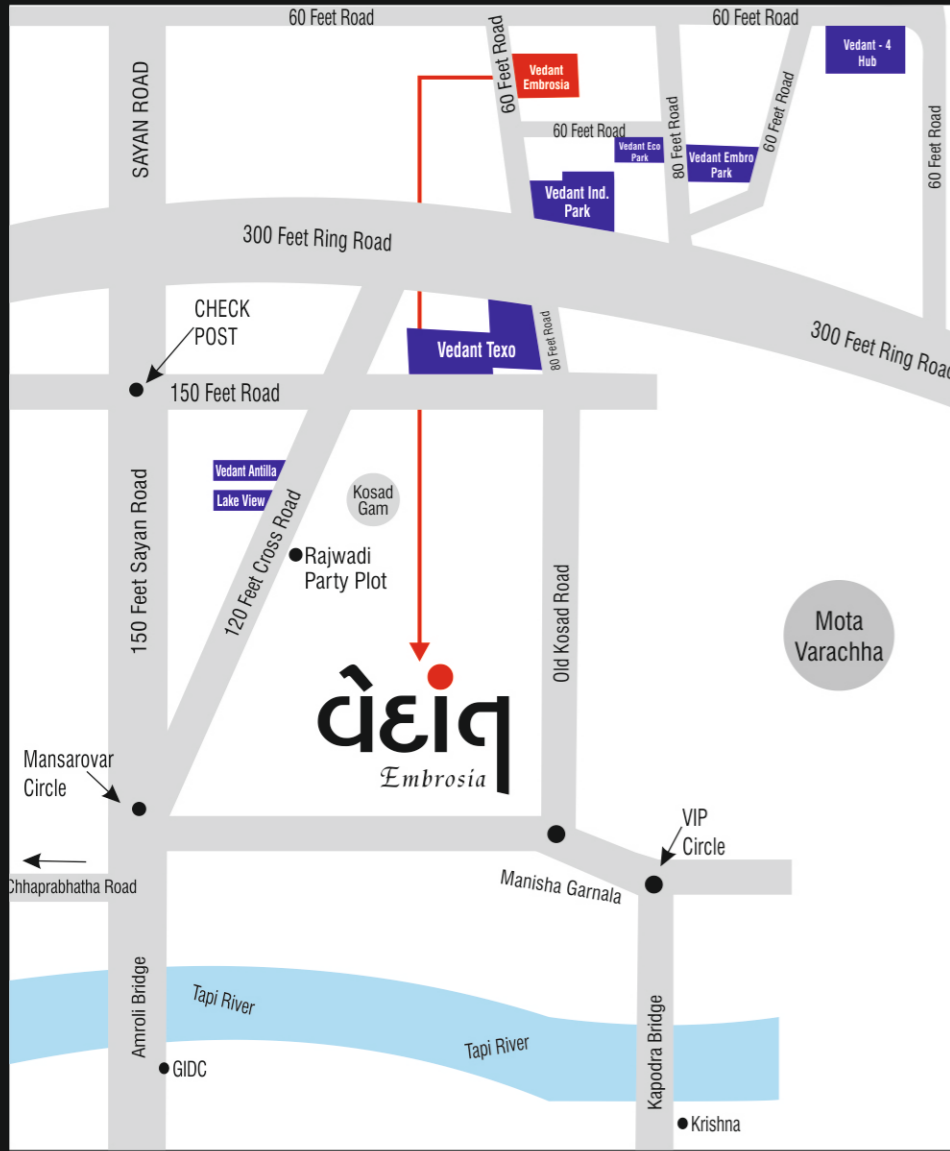 60 Feet Road
60 Feet Road
Vedant - 4
Hub
SAYAN ROAD
60 Feet Road
Vedant
Embrosia
60 Feet Road
80 Feet Road
60 Feet Road
60 Feet Road
Vedant Eco
Park
Vedant Embro
Park
Vedant Ind.
Park
300 Feet Ring Road
300 Feet Ring Road
CHECK
POST
Vedant Texo
80 Feet Road
150 Feet Road
Vedant Antilla
Lake View
Kosad
Gam
150 Feet Sayan Road
120 Feet Cross Road
Rajwadi
Party Plot
Old Kosad Road
Mota
Varachha
વેદાંત
Embrosia
Mansarovar
Circle
VIP
Circle
Chhaprabhatha Road
Manisha Garnala
Amroli Bridge
Tapi River
Tapi River
Kapodra Bridge
GIDC
Krishna